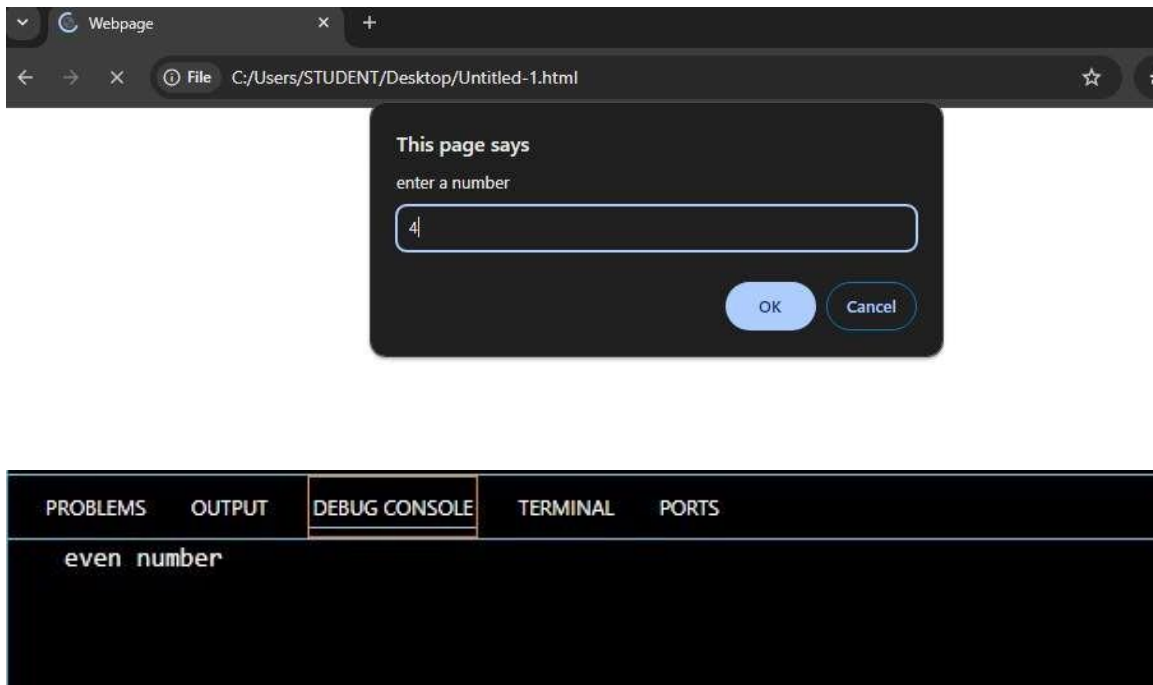 Webpage
File C:/Users/STUDENT/Desktop/Untitled-1.html
This page says
enter a number
4
OK Cancel
PROBLEMS OUTPUT DEBUG CONSOLE TERMINAL PORTS
even number